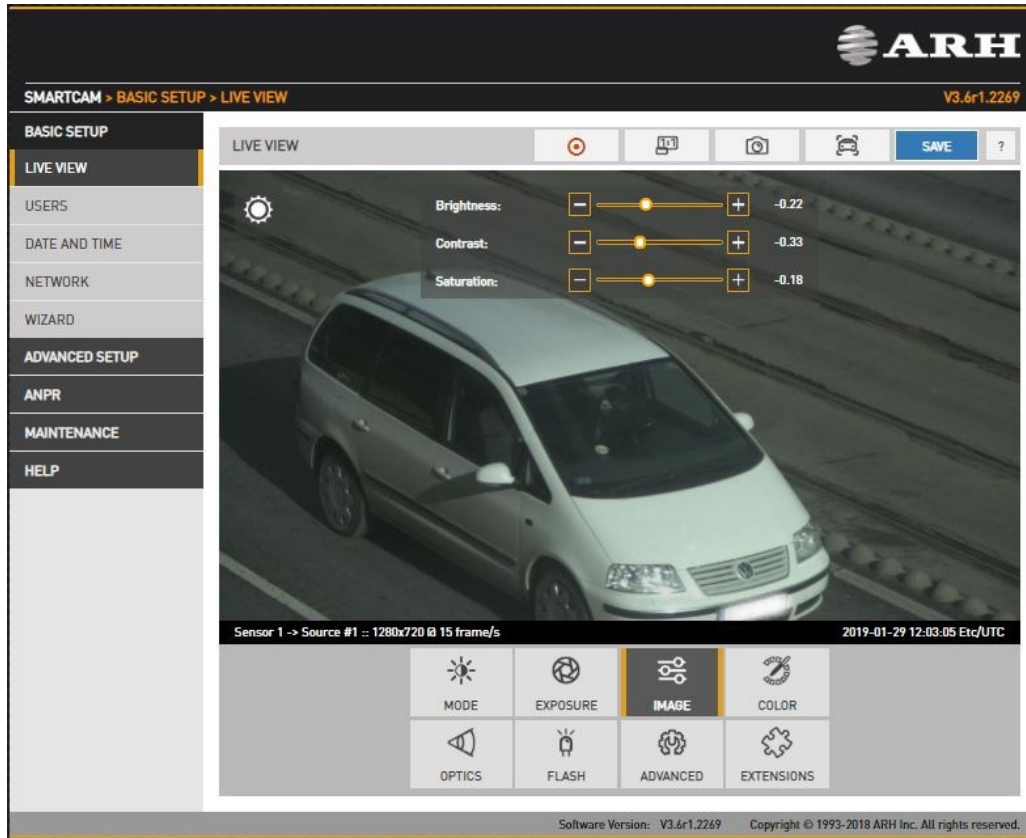 ARH
SMARTCAM > BASIC SETUP > LIVE VIEW
V3.6r1.2269
BASIC SETUP
LIVE VIEW
USERS
DATE AND TIME
NETWORK
WIZARD
ADVANCED SETUP
ANPR
MAINTENANCE
HELP
LIVE VIEW
1:1
SAVE
?
Brightness: -0.22
Contrast: -0.33
Saturation: -0.18
Sensor 1 -> Source #1 :: 1280x720 @ 15 frame/s
2019-01-29 12:03:05 Etc/UTC
MODE
EXPOSURE
IMAGE
COLOR
OPTICS
FLASH
ADVANCED
EXTENSIONS
Software Version: V3.6r1.2269
Copyright © 1993-2018 ARH Inc. All rights reserved.